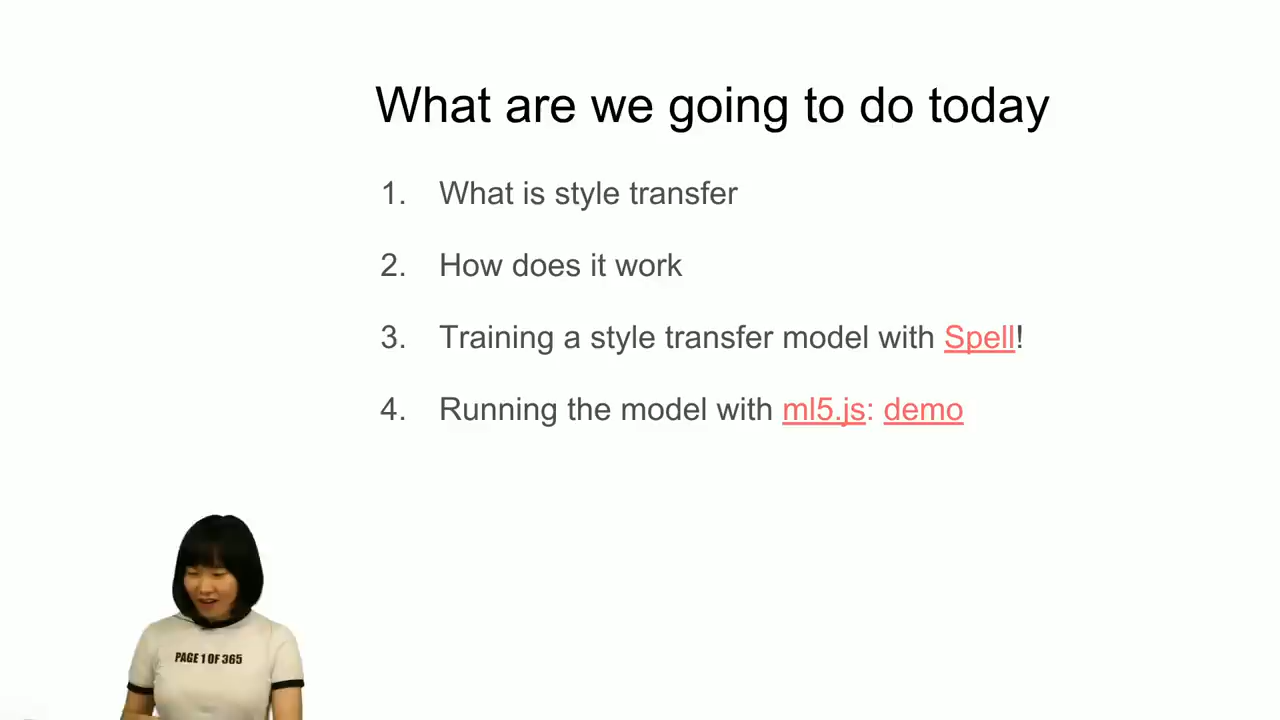 What are we going to do today
1. What is style transfer
2. How does it work
3. Training a style transfer model with Spell!
4. Running the model with ml5.js: demo
PAGE 1 OF 365